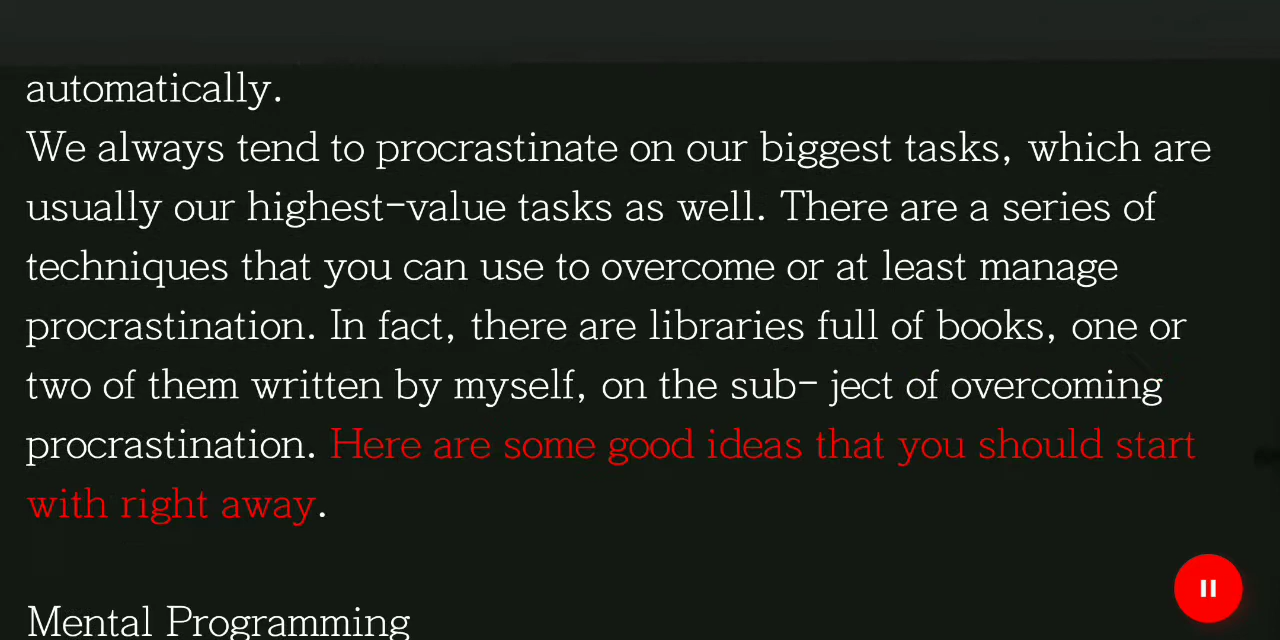 automatically.
We always tend to procrastinate on our biggest tasks, which are
usually our highest-value tasks as well. There are a series of
techniques that you can use to overcome or at least manage
procrastination. In fact, there are libraries full of books, one or
two of them written by myself, on the sub- ject of overcoming
procrastination. Here are some good ideas that you should start
with right away.
Mental Programming